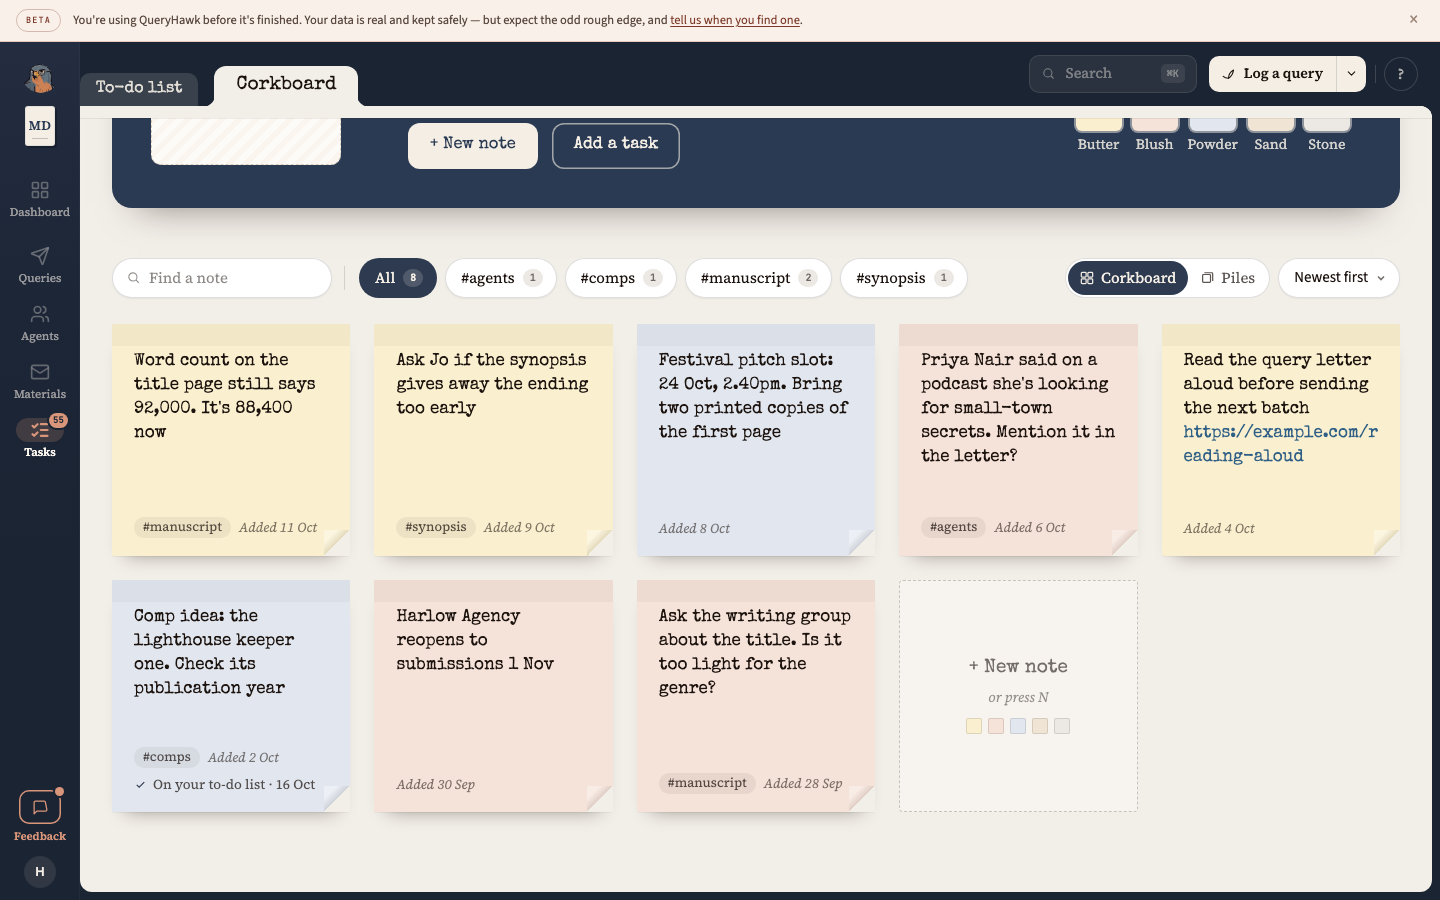 BETA
You're using QueryHawk before it's finished. Your data is real and kept safely — but expect the odd rough edge, and tell us when you find one.
×
To-do list
Corkboard
Search
⌘K
Log a query
?
MD
Dashboard
Queries
Agents
Materials
55
Tasks
Feedback
H
+ New note
Add a task
Butter
Blush
Powder
Sand
Stone
Find a note
All 8
#agents 1
#comps 1
#manuscript 2
#synopsis 1
Corkboard
Piles
Newest first
Word count on the
title page still says
92,000. It's 88,400
now
#manuscript Added 11 Oct
Ask Jo if the synopsis
gives away the ending
too early
#synopsis Added 9 Oct
Festival pitch slot:
24 Oct, 2.40pm. Bring
two printed copies of
the first page
Added 8 Oct
Priya Nair said on a
podcast she's looking
for small-town
secrets. Mention it in
the letter?
#agents Added 6 Oct
Read the query letter
aloud before sending
the next batch
https://example.com/r
eading-aloud
Added 4 Oct
Comp idea: the
lighthouse keeper
one. Check its
publication year
#comps Added 2 Oct
✓ On your to-do list · 16 Oct
Harlow Agency
reopens to
submissions 1 Nov
Added 30 Sep
Ask the writing group
about the title. Is it
too light for the
genre?
#manuscript Added 28 Sep
+ New note
or press N